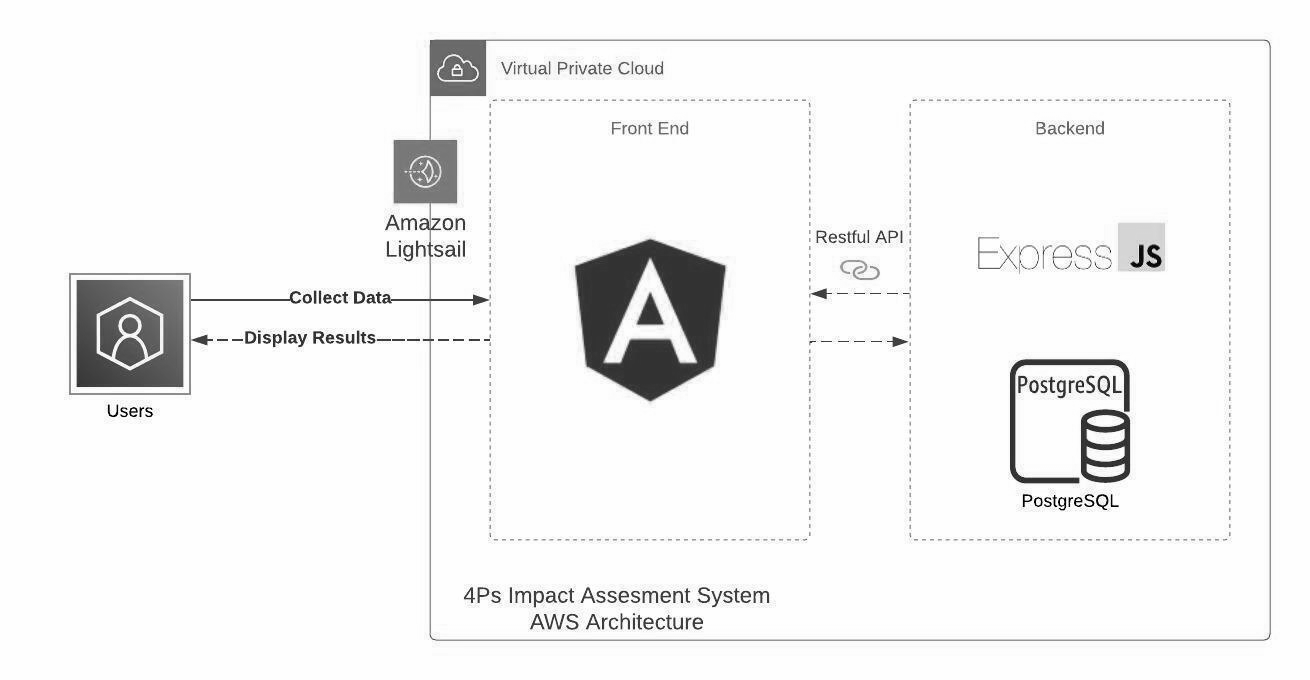 Virtual Private Cloud
Front End
Backend
Amazon
Lightsail
Restful API
Express JS
Collect Data
Display Results
Users
PostgreSQL
PostgreSQL
4Ps Impact Assesment System
AWS Architecture